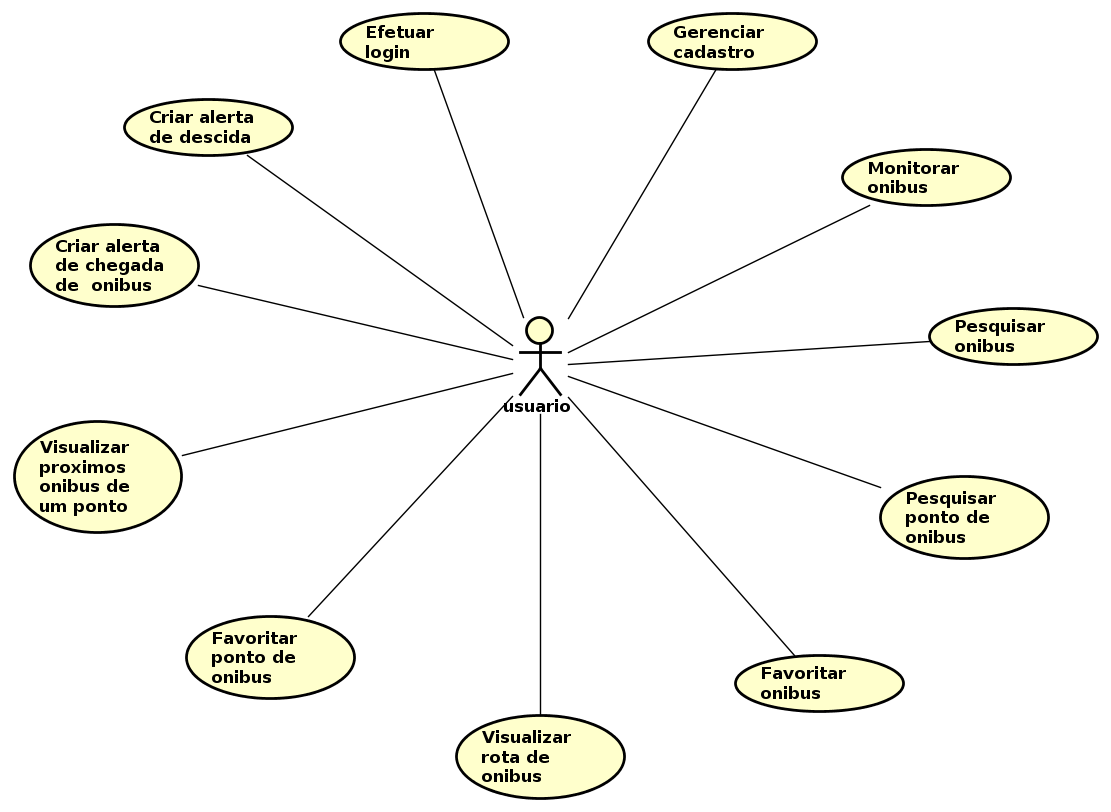 Efetuar
login
Gerenciar
cadastro
Criar alerta
de descida
Monitorar
onibus
Criar alerta
de chegada
de  onibus
Pesquisar
onibus
usuario
Visualizar
proximos
onibus de
um ponto
Pesquisar
ponto de
onibus
Favoritar
ponto de
onibus
Favoritar
onibus
Visualizar
rota de
onibus